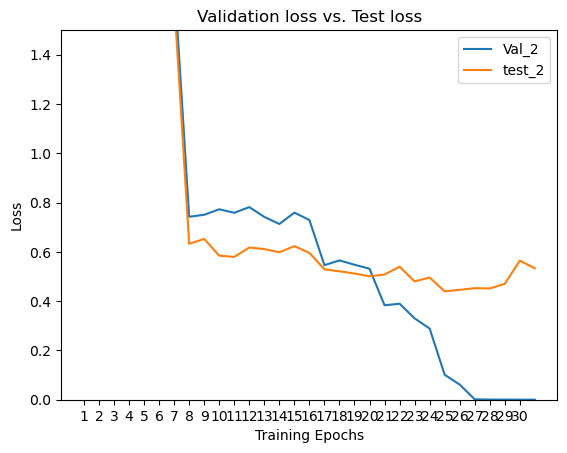 Validation loss vs. Test loss
Val_2
test_2
1.4
1.2
1.0
0.8
0.6
0.4
0.2
0.0
Loss
1 2 3 4 5 6 7 8 9 10 11 12 13 14 15 16 17 18 19 20 21 22 23 24 25 26 27 28 29 30
Training Epochs